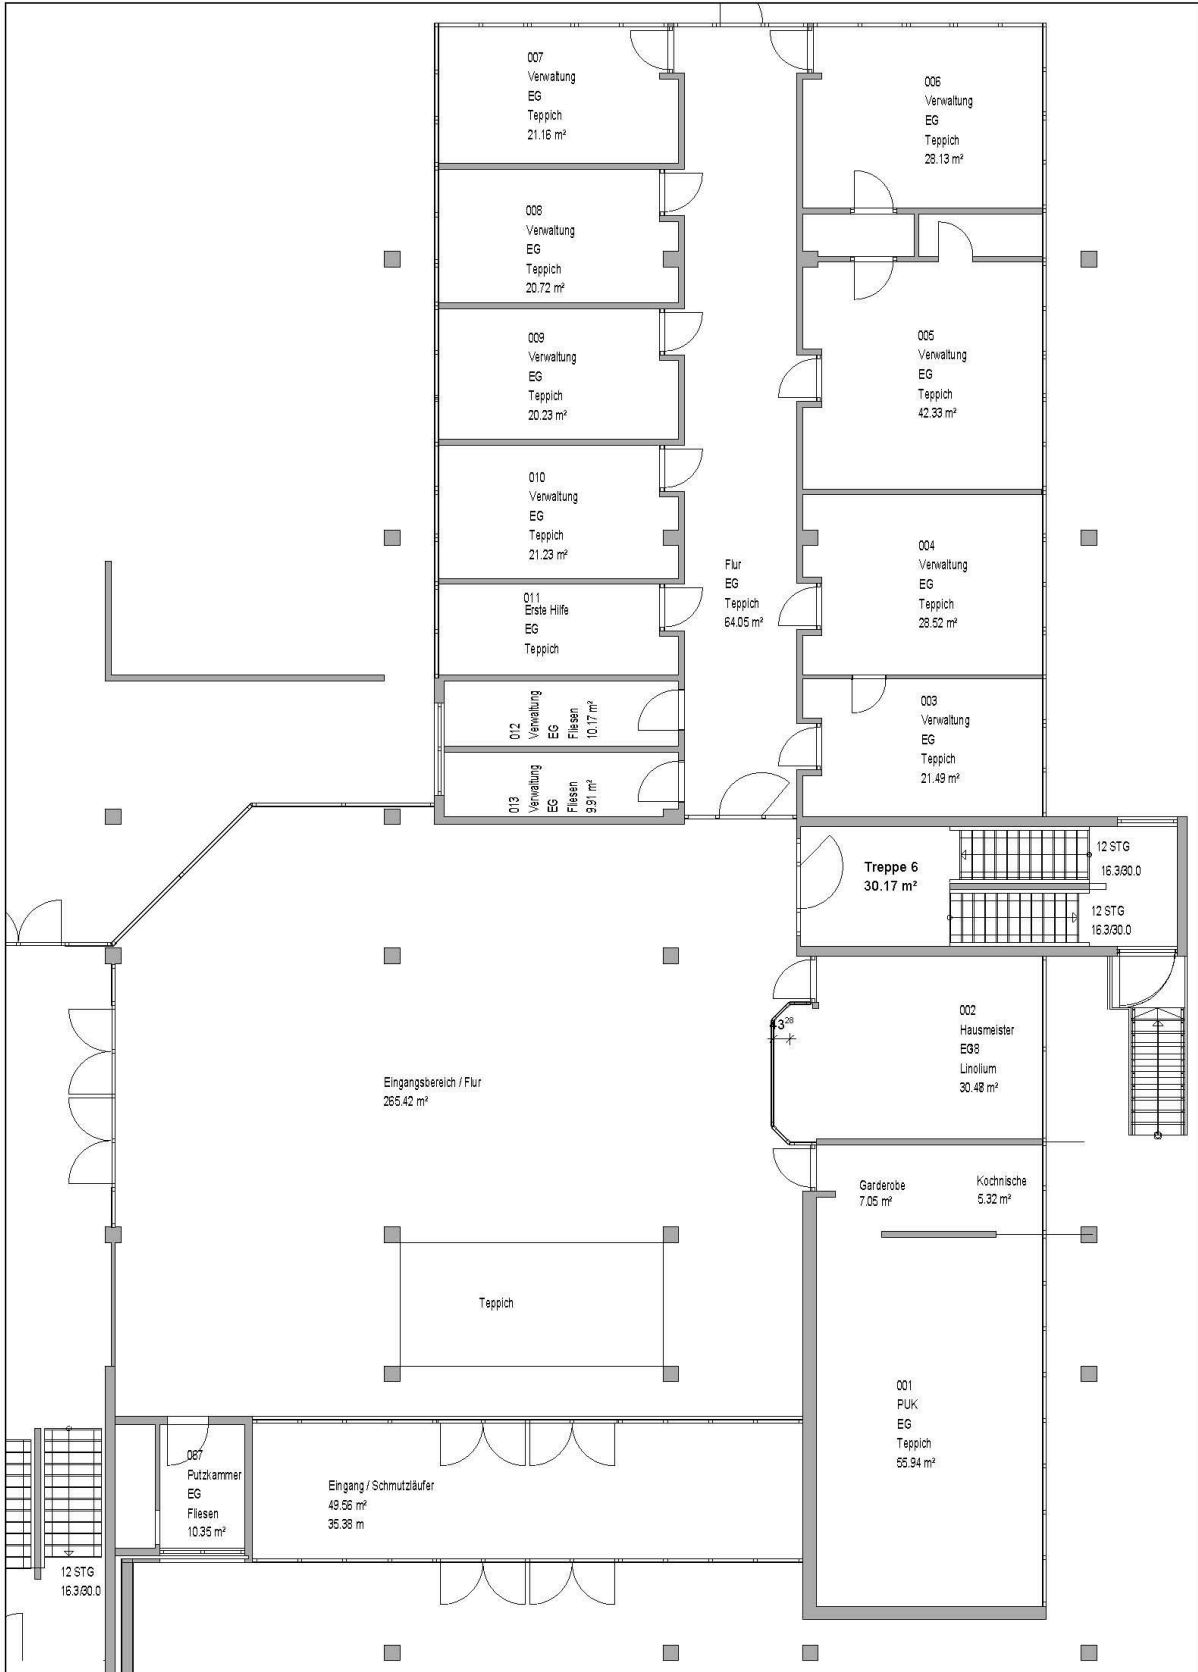 007
Verwaltung
EG
Teppich
21.16 m²
006
Verwaltung
EG
Teppich
28.13 m²
008
Verwaltung
EG
Teppich
20.72 m²
009
Verwaltung
EG
Teppich
20.23 m²
005
Verwaltung
EG
Teppich
42.33 m²
010
Verwaltung
EG
Teppich
21.23 m²
004
Verwaltung
EG
Teppich
28.52 m²
Flur
EG
Teppich
64.05 m²
011
Erste Hilfe
EG
Teppich
012
Verwaltung
EG
Fliesen
10.17 m²
003
Verwaltung
EG
Teppich
21.49 m²
013
Verwaltung
EG
Fliesen
9.91 m²
Treppe 6
30.17 m²
12 STG
16.3/30.0
12 STG
16.3/30.0
002
Hausmeister
Linolium
30.48 m²
43²⁸
Eingangsbereich / Flur
265.42 m²
Garderobe
7.05 m²
Kochnische
5.32 m²
Teppich
001
PUK
EG
Teppich
55.94 m²
067
Putzkammer
EG
Fliesen
10.35 m²
Eingang / Schmutzläufer
49.56 m²
35.38 m
12 STG
16.3/30.0